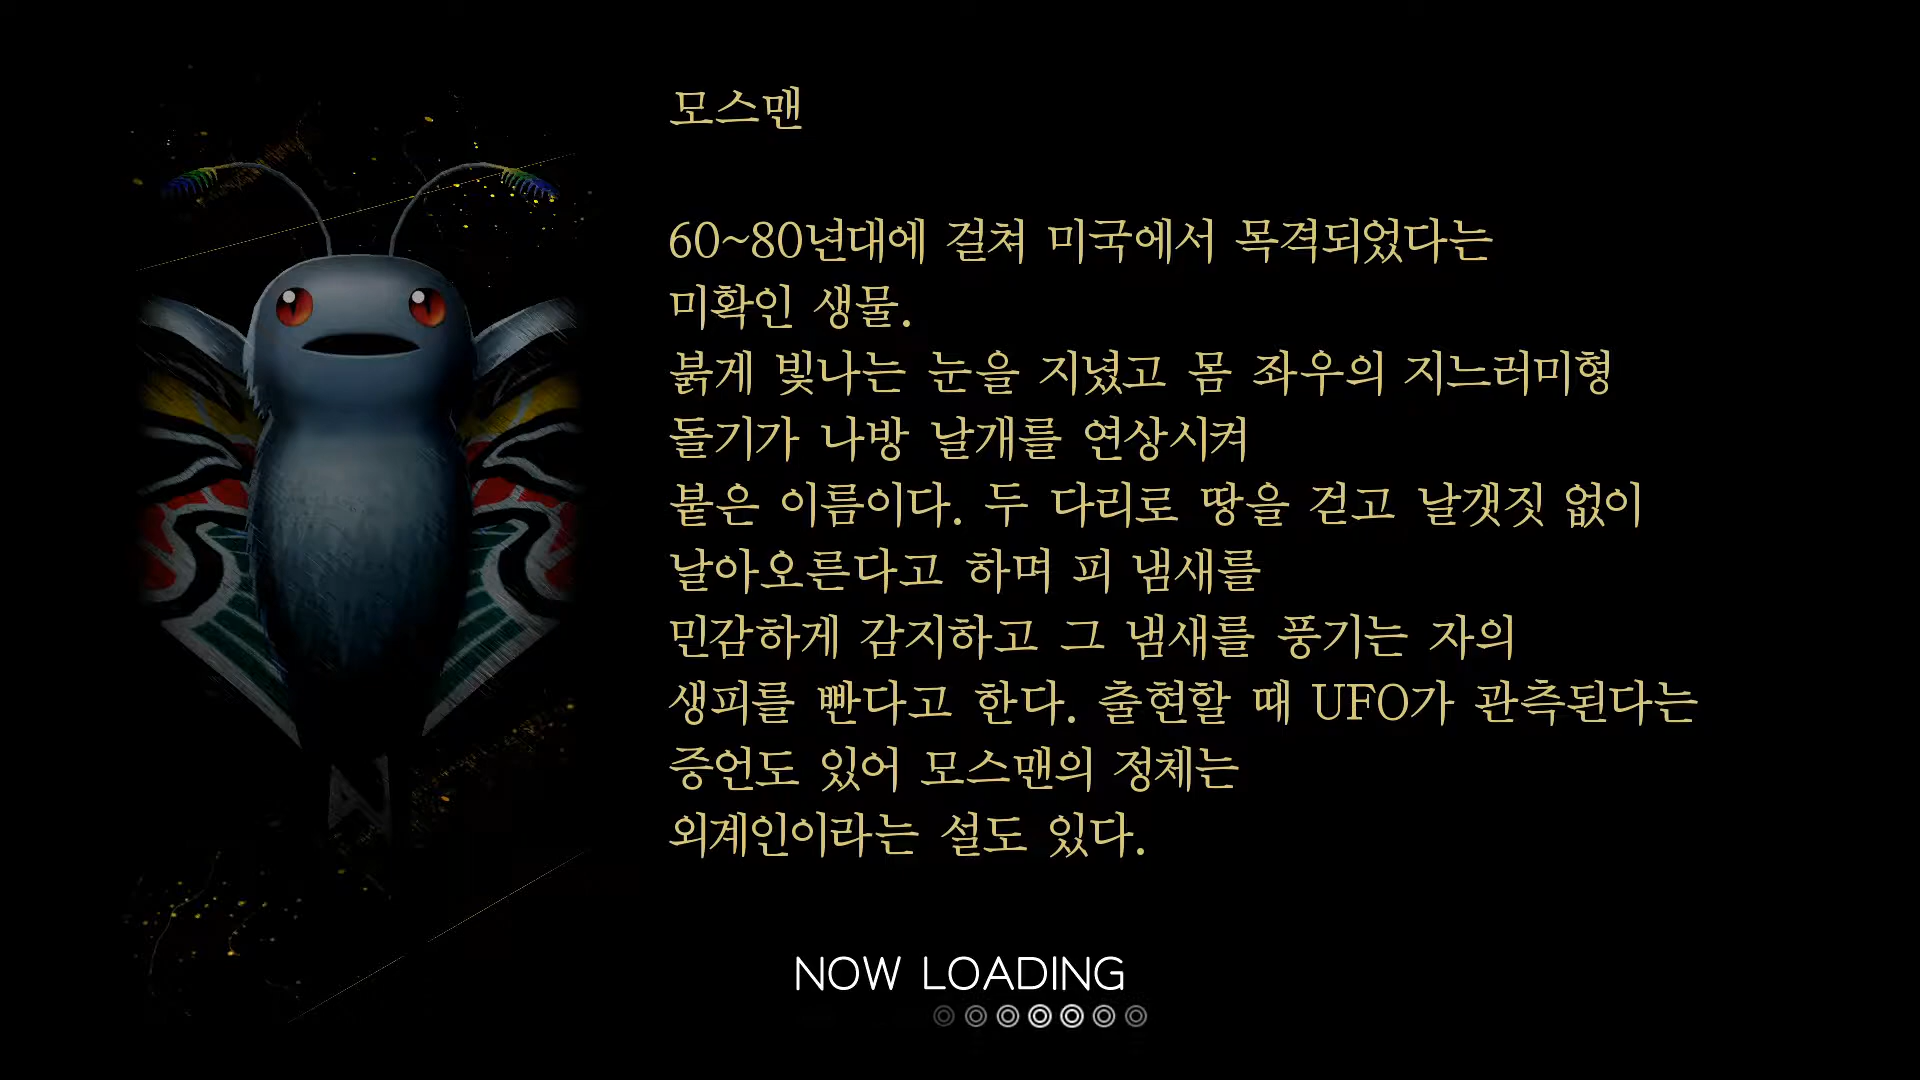 모스맨
60~80년대에 걸쳐 미국에서 목격되었다는
미확인 생물.
붉게 빛나는 눈을 지녔고 몸 좌우의 지느러미형
돌기가 나방 날개를 연상시켜
붙은 이름이다. 두 다리로 땅을 걷고 날갯짓 없이
날아오른다고 하며 피 냄새를
민감하게 감지하고 그 냄새를 풍기는 자의
생피를 빤다고 한다. 출현할 때 UFO가 관측된다는
증언도 있어 모스맨의 정체는
외계인이라는 설도 있다.
NOW LOADING